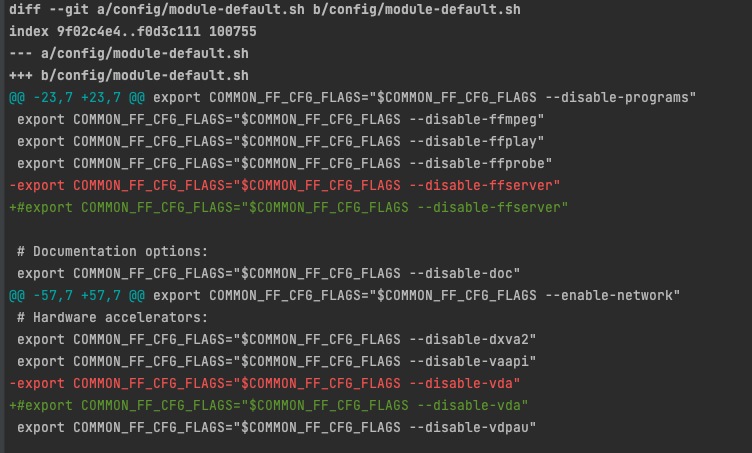 diff --git a/config/module-default.sh b/config/module-default.sh
index 9f02c4e4..f0d3c111 100755
--- a/config/module-default.sh
+++ b/config/module-default.sh
@@ -23,7 +23,7 @@ export COMMON_FF_CFG_FLAGS="$COMMON_FF_CFG_FLAGS --disable-programs"
 export COMMON_FF_CFG_FLAGS="$COMMON_FF_CFG_FLAGS --disable-ffmpeg"
 export COMMON_FF_CFG_FLAGS="$COMMON_FF_CFG_FLAGS --disable-ffplay"
 export COMMON_FF_CFG_FLAGS="$COMMON_FF_CFG_FLAGS --disable-ffprobe"
-export COMMON_FF_CFG_FLAGS="$COMMON_FF_CFG_FLAGS --disable-ffserver"
+#export COMMON_FF_CFG_FLAGS="$COMMON_FF_CFG_FLAGS --disable-ffserver"

 # Documentation options:
 export COMMON_FF_CFG_FLAGS="$COMMON_FF_CFG_FLAGS --disable-doc"
@@ -57,7 +57,7 @@ export COMMON_FF_CFG_FLAGS="$COMMON_FF_CFG_FLAGS --enable-network"
 # Hardware accelerators:
 export COMMON_FF_CFG_FLAGS="$COMMON_FF_CFG_FLAGS --disable-dxva2"
 export COMMON_FF_CFG_FLAGS="$COMMON_FF_CFG_FLAGS --disable-vaapi"
-export COMMON_FF_CFG_FLAGS="$COMMON_FF_CFG_FLAGS --disable-vda"
+#export COMMON_FF_CFG_FLAGS="$COMMON_FF_CFG_FLAGS --disable-vda"
 export COMMON_FF_CFG_FLAGS="$COMMON_FF_CFG_FLAGS --disable-vdpau"